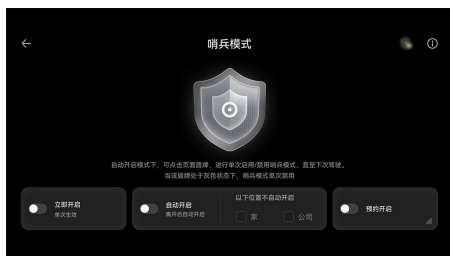 哨兵模式
自动开启模式下，可点击页面盾牌，进行单次启用/禁用哨兵模式，直至下次驾驶。
当该盾牌处于灰色状态下，哨兵模式单次禁用
立即开启
单次生效
自动开启
离开后自动开启
以下位置不自动开启
家
公司
预约开启